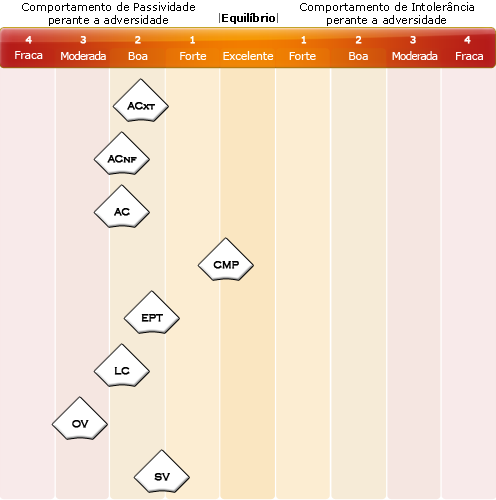 Comportamento de Passividade
perante a adversidade
|Equilíbrio|
Comportamento de Intolerância
perante a adversidade
4 3 2 1 1 2 3 4
Fraca Moderada Boa Forte Excelente Forte Boa Moderada Fraca
ACXT
ACNF
AC
CMP
EPT
LC
OV
SV